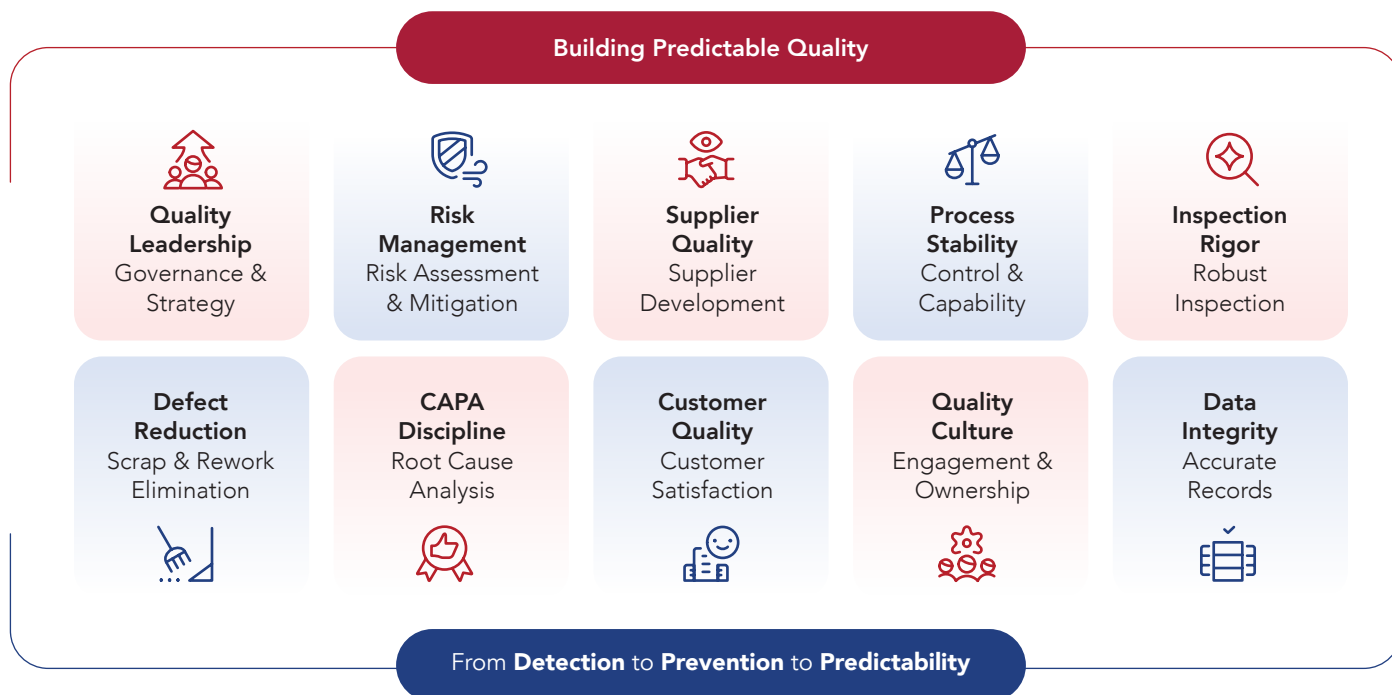 Building Predictable Quality
Quality
Leadership
Governance &
Strategy
Risk
Management
Risk Assessment
& Mitigation
Supplier
Quality
Supplier
Development
Process
Stability
Control &
Capability
Inspection
Rigor
Robust
Inspection
Defect
Reduction
Scrap & Rework
Elimination
CAPA
Discipline
Root Cause
Analysis
Customer
Quality
Customer
Satisfaction
Quality
Culture
Engagement &
Ownership
Data
Integrity
Accurate
Records
From Detection to Prevention to Predictability